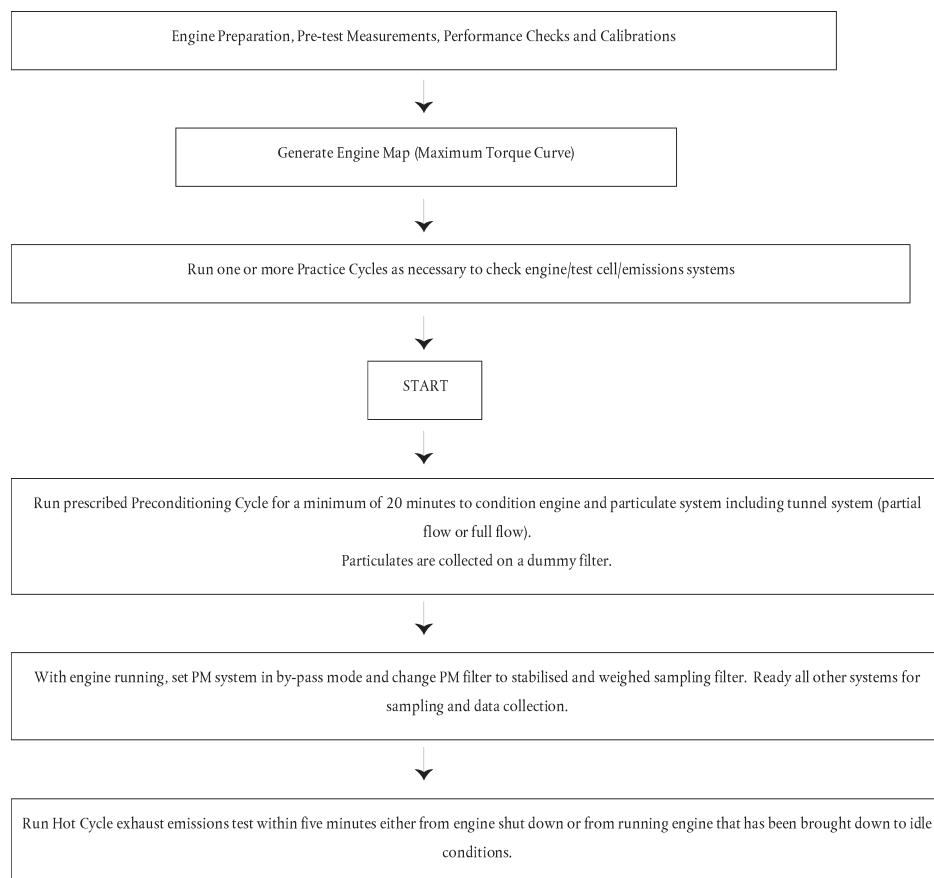 Engine Preparation, Pre-test Measurements, Performance Checks and Calibrations
Generate Engine Map (Maximum Torque Curve)
Run one or more Practice Cycles as necessary to check engine/test cell/emissions systems
START
Run prescribed Preconditioning Cycle for a minimum of 20 minutes to condition engine and particulate system including tunnel system (partial
flow or full flow).
Particulates are collected on a dummy filter.
With engine running, set PM system in by-pass mode and change PM filter to stabilised and weighed sampling filter. Ready all other systems for
sampling and data collection.
Run Hot Cycle exhaust emissions test within five minutes either from engine shut down or from running engine that has been brought down to idle
conditions.